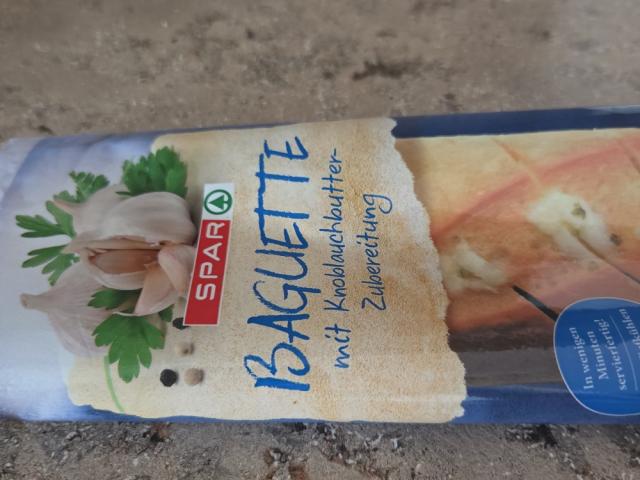 SPAR
BAGUETTE
mit Knoblauchbutter-
Zubereitung
In wenigen
Minuten
servierfertig!